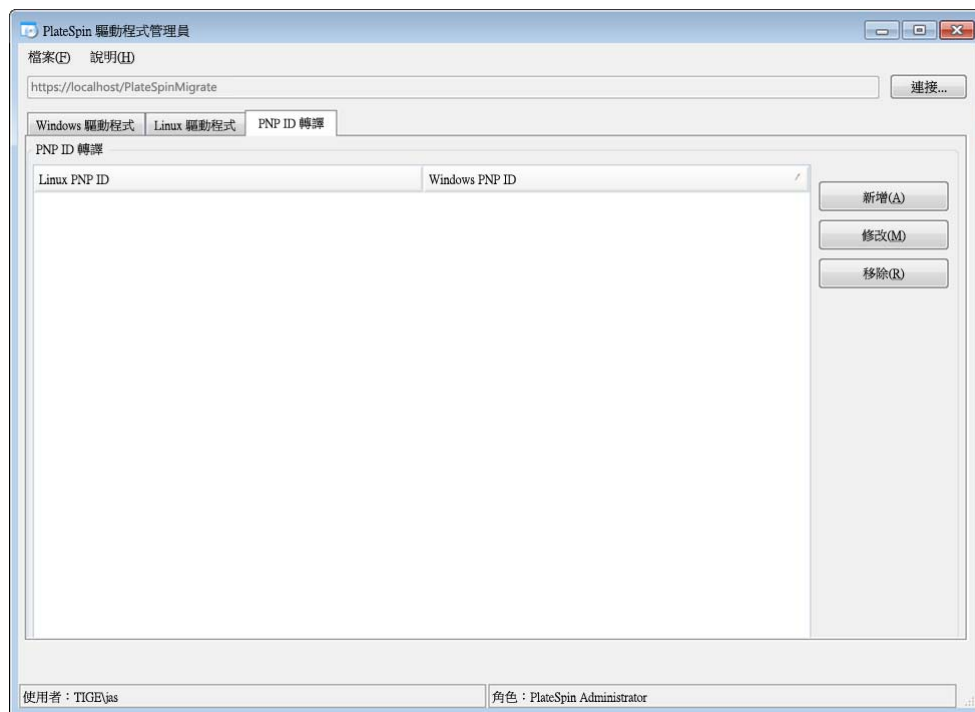 PlateSpin 驅動程式管理員
檔案(F) 說明(H)
https://localhost/PlateSpinMigrate 連接...
Windows 驅動程式 Linux 驅動程式 PNP ID 轉譯
PNP ID 轉譯
Linux PNP ID Windows PNP ID
新增(A)
修改(M)
移除(R)
使用者：TIGE\jas 角色：PlateSpin Administrator